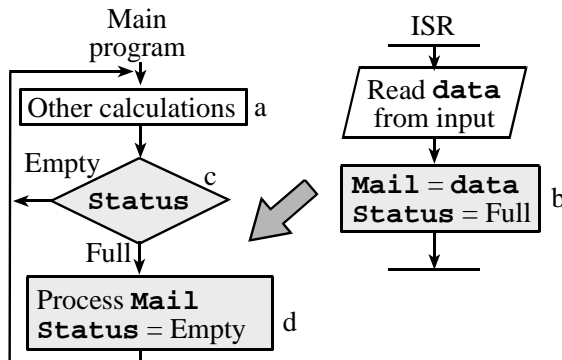 Main
program
Other calculations
a
Empty
c
Status
Full
Process Mail
Status = Empty
d
ISR
Read data
from input
Mail = data
Status = Full
b